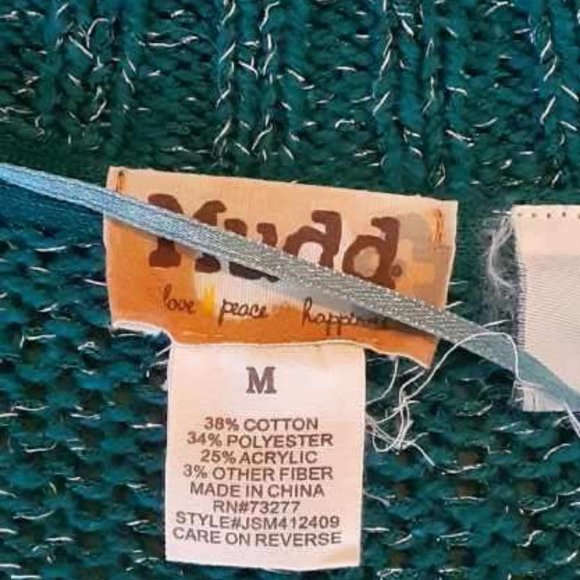 Mudd
love peace happiness
M
38% COTTON
34% POLYESTER
25% ACRYLIC
3% OTHER FIBER
MADE IN CHINA
RN#73277
STYLE#JSM412409
CARE ON REVERSE